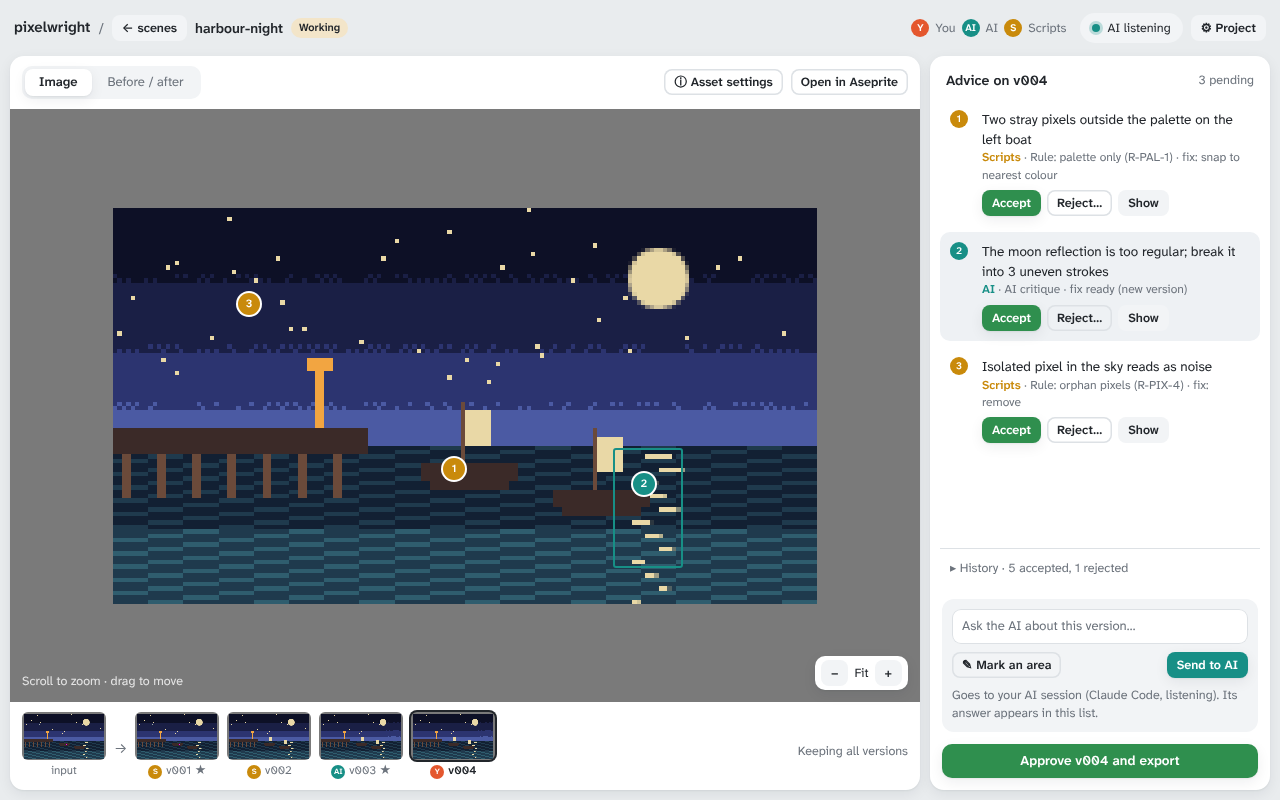 pixelwright / ← scenes harbour-night Working
Y You AI AI S Scripts AI listening ⚙ Project
Image Before / after ⓘ Asset settings Open in Aseprite
3
1
2
Scroll to zoom · drag to move
− Fit +
input → S v001 ★ S v002 AI v003 ★ Y v004
Keeping all versions
Advice on v004 3 pending
1 Two stray pixels outside the palette on the
left boat
Scripts · Rule: palette only (R-PAL-1) · fix: snap to
nearest colour
Accept Reject... Show
2 The moon reflection is too regular; break it
into 3 uneven strokes
AI · AI critique · fix ready (new version)
Accept Reject... Show
3 Isolated pixel in the sky reads as noise
Scripts · Rule: orphan pixels (R-PIX-4) · fix:
remove
Accept Reject... Show
▸ History · 5 accepted, 1 rejected
Ask the AI about this version...
✎ Mark an area Send to AI
Goes to your AI session (Claude Code, listening). Its
answer appears in this list.
Approve v004 and export